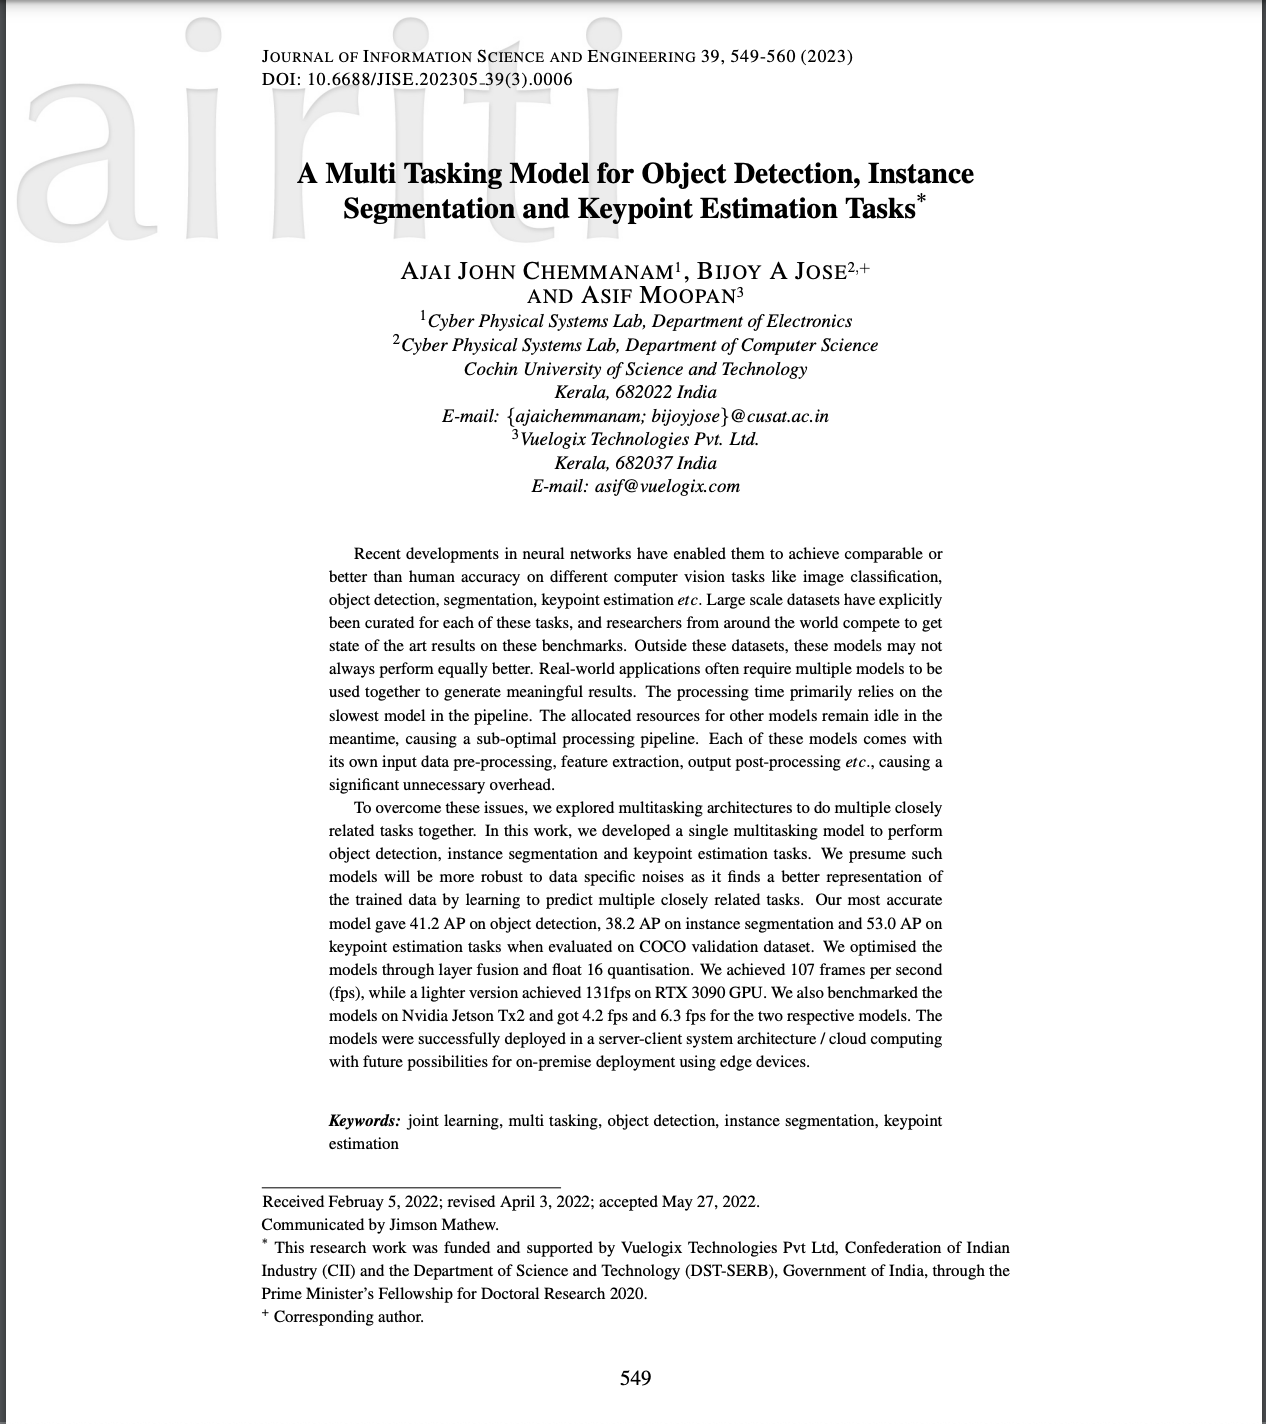 airiti
JOURNAL OF INFORMATION SCIENCE AND ENGINEERING 39, 549-560 (2023)
DOI: 10.6688/JISE.202305_39(3).0006
A Multi Tasking Model for Object Detection, Instance
Segmentation and Keypoint Estimation Tasks*
AJAI JOHN CHEMMANAM¹, BIJOY A JOSE²,⁺
AND ASIF MOOPAN³
¹Cyber Physical Systems Lab, Department of Electronics
²Cyber Physical Systems Lab, Department of Computer Science
Cochin University of Science and Technology
Kerala, 682022 India
E-mail: {ajaichemmanam; bijoyjose}@cusat.ac.in
³Vuelogix Technologies Pvt. Ltd.
Kerala, 682037 India
E-mail: asif@vuelogix.com
Recent developments in neural networks have enabled them to achieve comparable or
better than human accuracy on different computer vision tasks like image classification,
object detection, segmentation, keypoint estimation etc. Large scale datasets have explicitly
been curated for each of these tasks, and researchers from around the world compete to get
state of the art results on these benchmarks. Outside these datasets, these models may not
always perform equally better. Real-world applications often require multiple models to be
used together to generate meaningful results. The processing time primarily relies on the
slowest model in the pipeline. The allocated resources for other models remain idle in the
meantime, causing a sub-optimal processing pipeline. Each of these models comes with
its own input data pre-processing, feature extraction, output post-processing etc., causing a
significant unnecessary overhead.
To overcome these issues, we explored multitasking architectures to do multiple closely
related tasks together. In this work, we developed a single multitasking model to perform
object detection, instance segmentation and keypoint estimation tasks. We presume such
models will be more robust to data specific noises as it finds a better representation of
the trained data by learning to predict multiple closely related tasks. Our most accurate
model gave 41.2 AP on object detection, 38.2 AP on instance segmentation and 53.0 AP on
keypoint estimation tasks when evaluated on COCO validation dataset. We optimised the
models through layer fusion and float 16 quantisation. We achieved 107 frames per second
(fps), while a lighter version achieved 131fps on RTX 3090 GPU. We also benchmarked the
models on Nvidia Jetson Tx2 and got 4.2 fps and 6.3 fps for the two respective models. The
models were successfully deployed in a server-client system architecture / cloud computing
with future possibilities for on-premise deployment using edge devices.
Keywords: joint learning, multi tasking, object detection, instance segmentation, keypoint
estimation
Received Februay 5, 2022; revised April 3, 2022; accepted May 27, 2022.
Communicated by Jimson Mathew.
* This research work was funded and supported by Vuelogix Technologies Pvt Ltd, Confederation of Indian
Industry (CII) and the Department of Science and Technology (DST-SERB), Government of India, through the
Prime Minister's Fellowship for Doctoral Research 2020.
⁺ Corresponding author.
549